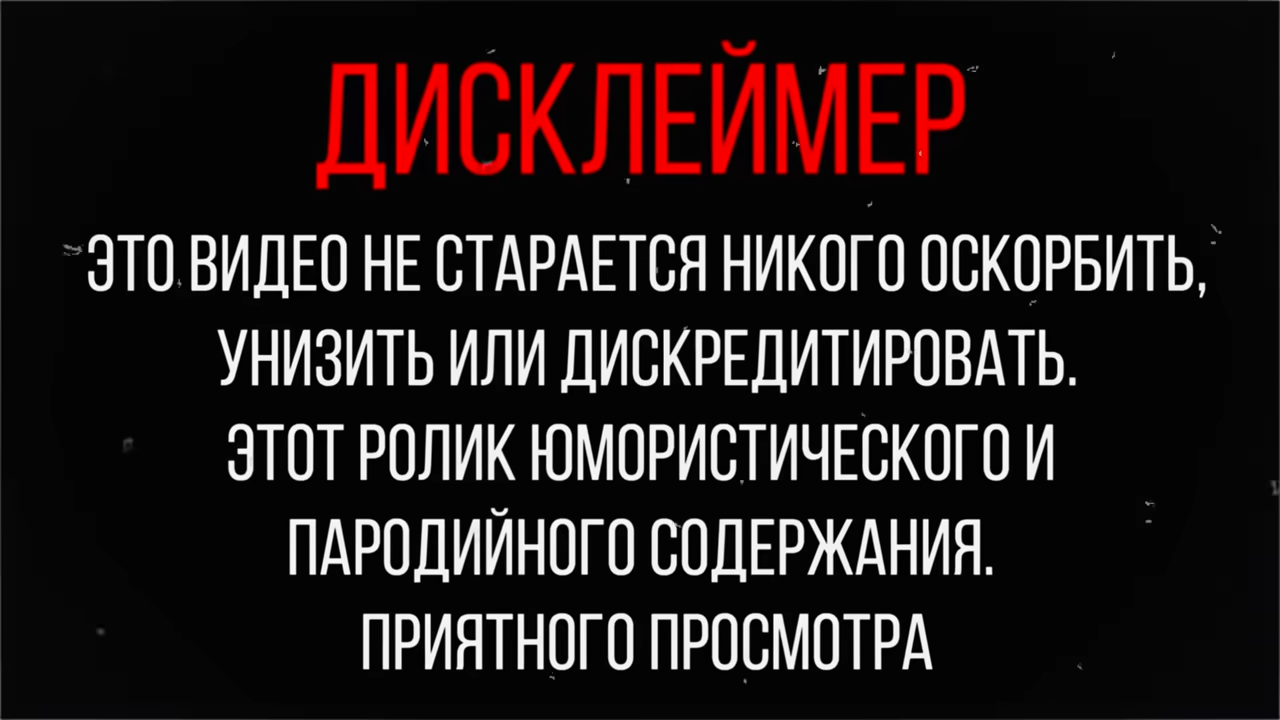 ДИСКЛЕЙМЕР
ЭТО ВИДЕО НЕ СТАРАЕТСЯ НИКОГО ОСКОРБИТЬ,
УНИЗИТЬ ИЛИ ДИСКРЕДИТИРОВАТЬ.
ЭТОТ РОЛИК ЮМОРИСТИЧЕСКОГО И
ПАРОДИЙНОГО СОДЕРЖАНИЯ.
ПРИЯТНОГО ПРОСМОТРА